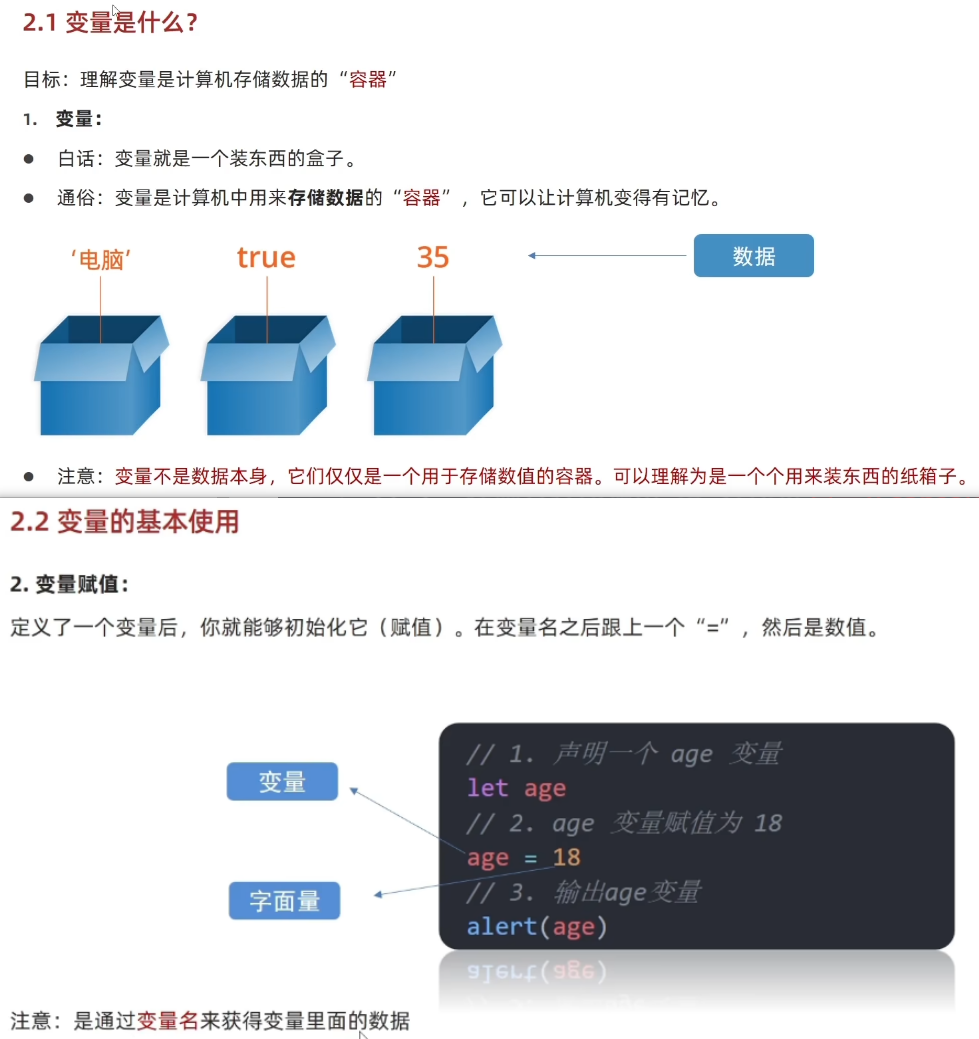 2.1 变量是什么？
目标：理解变量是计算机存储数据的“容器”
1. 变量：
● 白话：变量就是一个装东西的盒子。
● 通俗：变量是计算机中用来存储数据的“容器”，它可以让计算机变得有记忆。
‘电脑’ true 35 数据
● 注意：变量不是数据本身，它们仅仅是一个用于存储数值的容器。可以理解为是一个个用来装东西的纸箱子。
2.2 变量的基本使用
2. 变量赋值：
定义了一个变量后，你就能够初始化它（赋值）。在变量名之后跟上一个“=”，然后是数值。
// 1. 声明一个 age 变量
变量
let age
// 2. age 变量赋值为 18
age = 18
字面量
// 3. 输出age变量
alert(age)
注意：是通过变量名来获得变量里面的数据